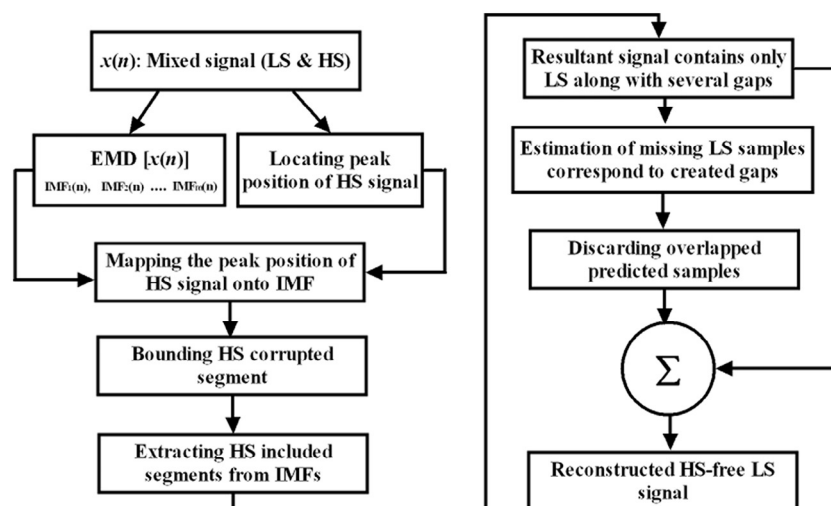 x(n): Mixed signal (LS & HS)
EMD [x(n)]
IMF₁(n), IMF₂(n) .... IMFₘ(n)
Locating peak
position of HS signal
Mapping the peak position of
HS signal onto IMF
Bounding HS corrupted
segment
Extracting HS included
segments from IMFs
Resultant signal contains only
LS along with several gaps
Estimation of missing LS samples
correspond to created gaps
Discarding overlapped
predicted samples
Σ
Reconstructed HS-free LS
signal